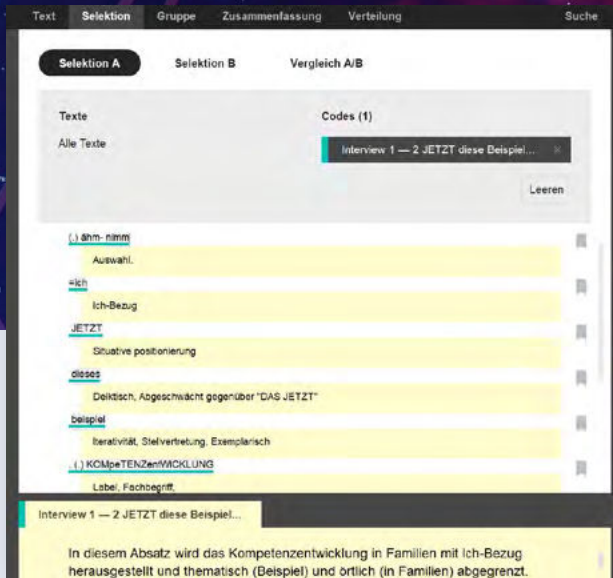 Text Selektion Gruppe Zusammenfassung Verteilung Suche
Selektion A Selektion B Vergleich A/B
Texte Codes (1)
Alle Texte Interview 1 — 2 JETZT diese Beispiel... ×
Leeren
(.) ähm- nimm
Auswahl.
=ich
Ich-Bezug
JETZT
Situative positionierung
dieses
Deiktisch, Abgeschwächt gegenüber "DAS JETZT"
beispiel
Iterativität, Stellvertretung, Exemplarisch
. (.) KOMpeTENZentWICKLUNG
Label, Fachbegriff,
Interview 1 — 2 JETZT diese Beispiel...
In diesem Absatz wird das Kompetenzentwicklung in Familien mit Ich-Bezug
herausgestellt und thematisch (Beispiel) und örtlich (in Familien) abgegrenzt.